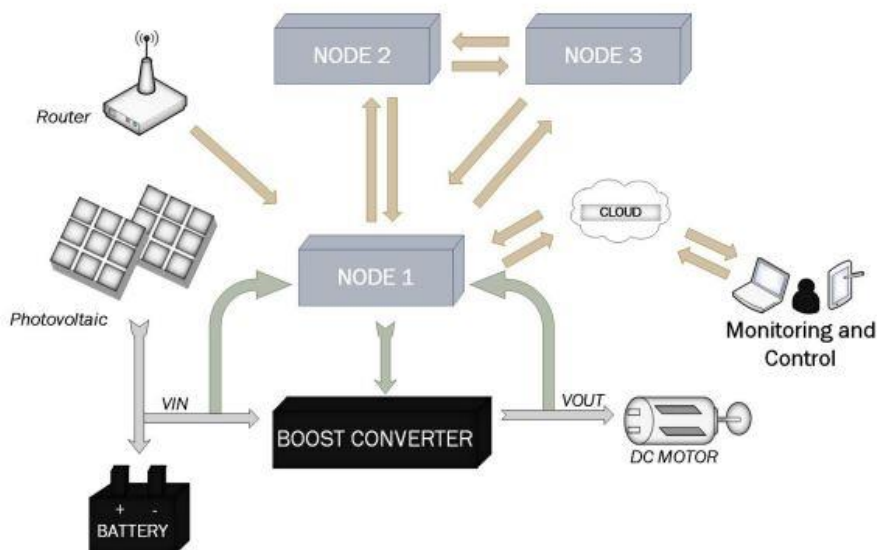 NODE 2
NODE 3
Router
CLOUD
NODE 1
Photovoltaic
Monitoring and
Control
VIN
VOUT
BOOST CONVERTER
DC MOTOR
+ -
BATTERY